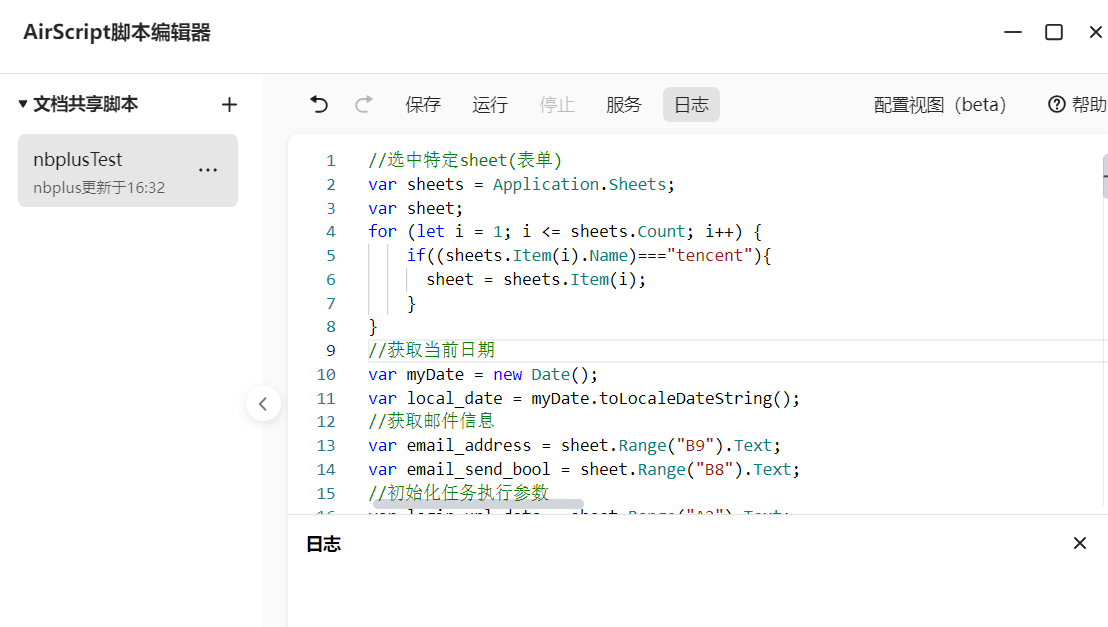 AirScript脚本编辑器
文档共享脚本
nbplusTest
nbplus更新于16:32
保存 运行 停止 服务 日志 配置视图（beta） 帮助
1 //选中特定sheet(表单)
2 var sheets = Application.Sheets;
3 var sheet;
4 for (let i = 1; i <= sheets.Count; i++) {
5 if((sheets.Item(i).Name)==="tencent"){
6 sheet = sheets.Item(i);
7 }
8 }
9 //获取当前日期
10 var myDate = new Date();
11 var local_date = myDate.toLocaleDateString();
12 //获取邮件信息
13 var email_address = sheet.Range("B9").Text;
14 var email_send_bool = sheet.Range("B8").Text;
15 //初始化任务执行参数
日志